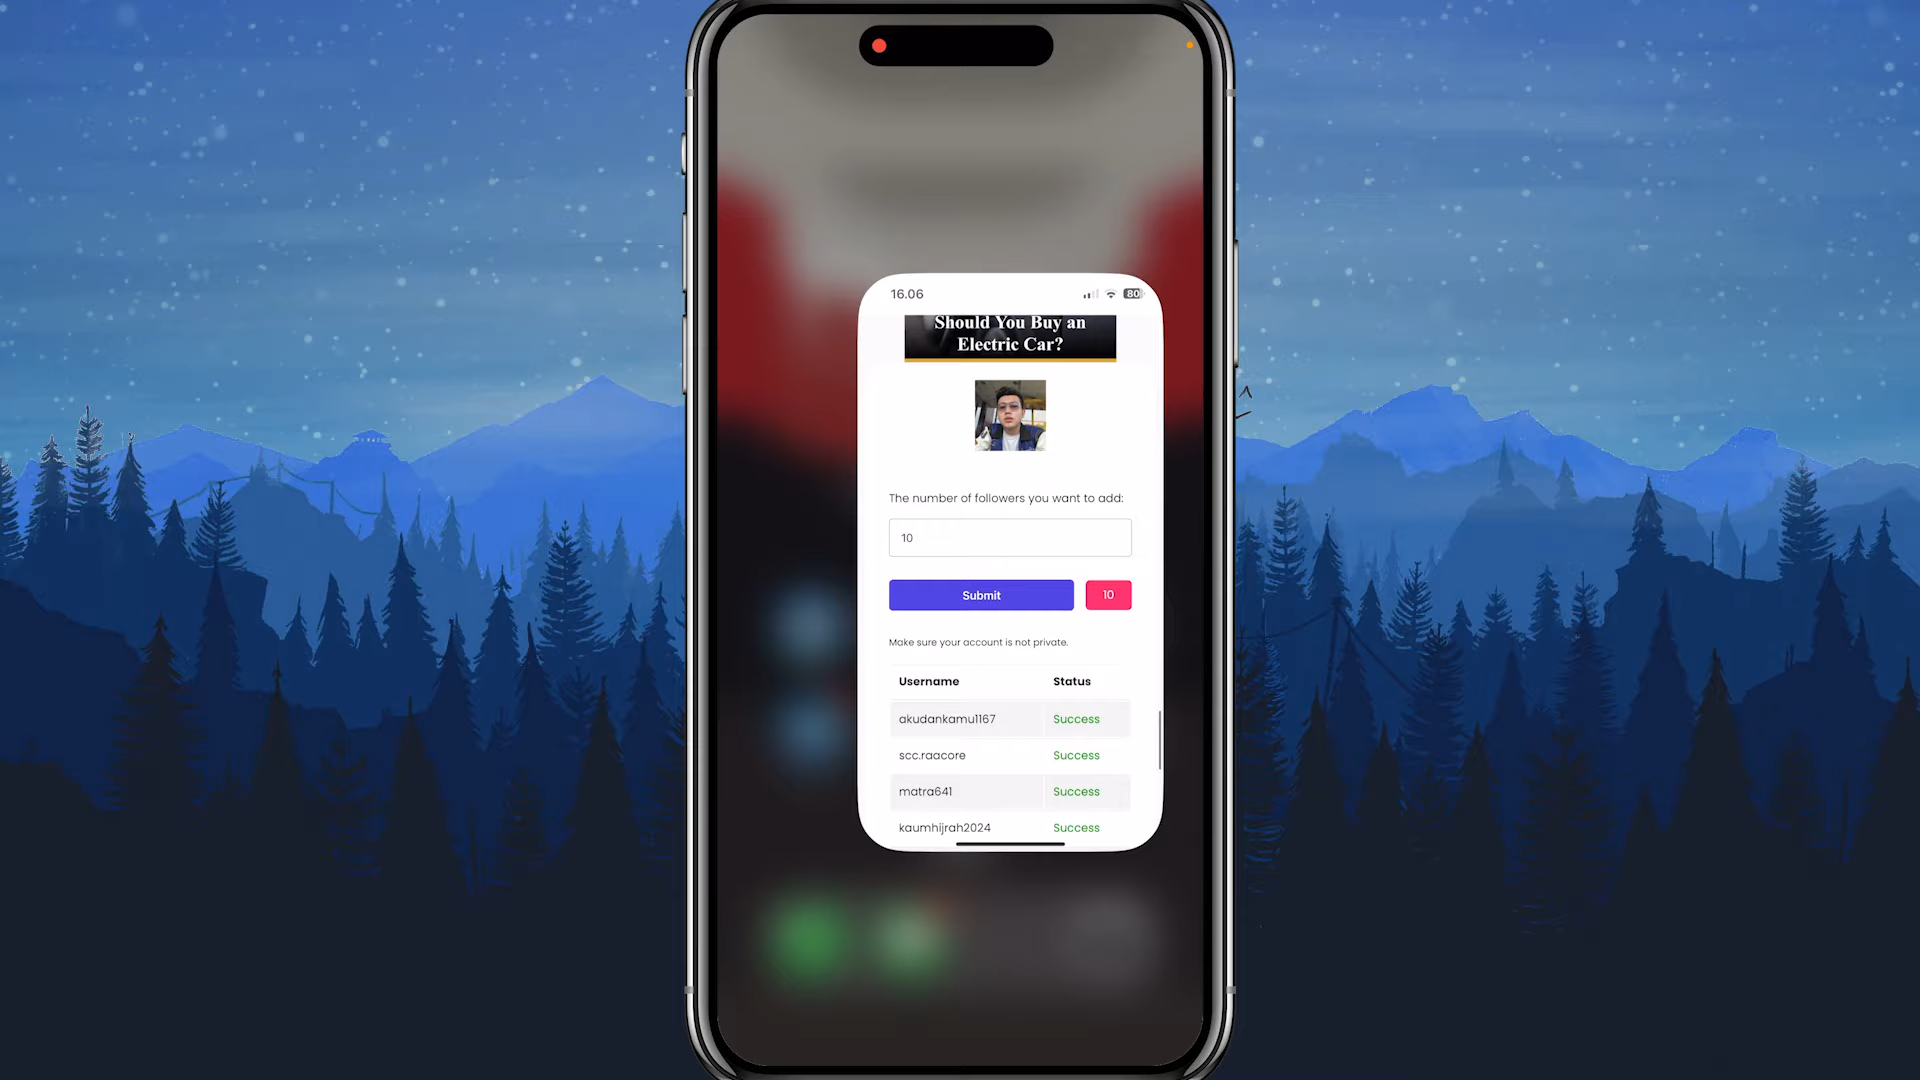 16.06
80
Should You Buy an
Electric Car?
The number of followers you want to add:
10
Submit
10
Make sure your account is not private.
Username Status
akudankamu1167 Success
scc.raacore Success
matra641 Success
kaumhijrah2024 Success